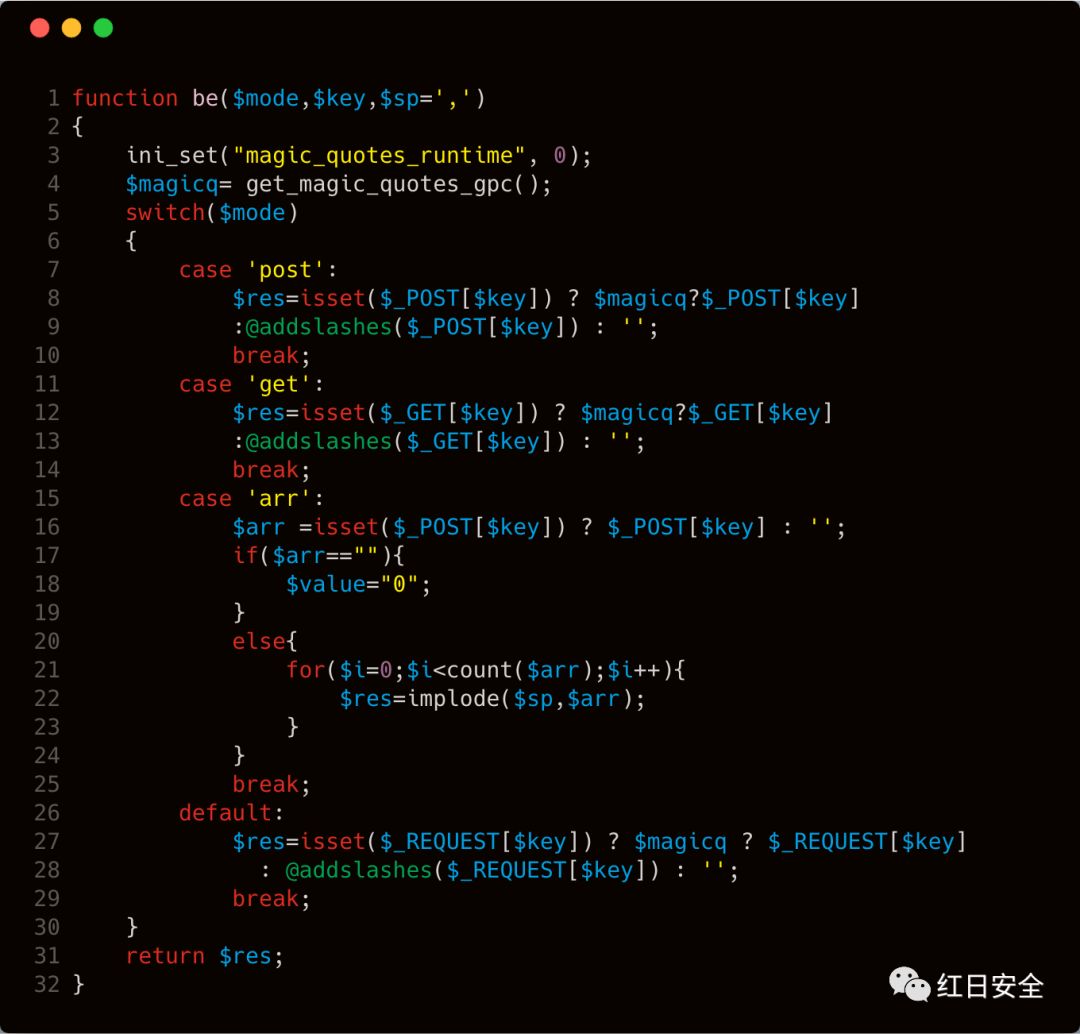 1 function be($mode,$key,$sp=',')
2 {
3     ini_set("magic_quotes_runtime", 0);
4     $magicq= get_magic_quotes_gpc();
5     switch($mode)
6     {
7         case 'post':
8             $res=isset($_POST[$key]) ? $magicq?$_POST[$key]
9             :@addslashes($_POST[$key]) : '';
10             break;
11         case 'get':
12             $res=isset($_GET[$key]) ? $magicq?$_GET[$key]
13             :@addslashes($_GET[$key]) : '';
14             break;
15         case 'arr':
16             $arr =isset($_POST[$key]) ? $_POST[$key] : '';
17             if($arr==""){
18                 $value="0";
19             }
20             else{
21                 for($i=0;$i<count($arr);$i++){
22                     $res=implode($sp,$arr);
23                 }
24             }
25             break;
26         default:
27             $res=isset($_REQUEST[$key]) ? $magicq ? $_REQUEST[$key]
28               : @addslashes($_REQUEST[$key]) : '';
29             break;
30     }
31     return $res;
32 }
红日安全